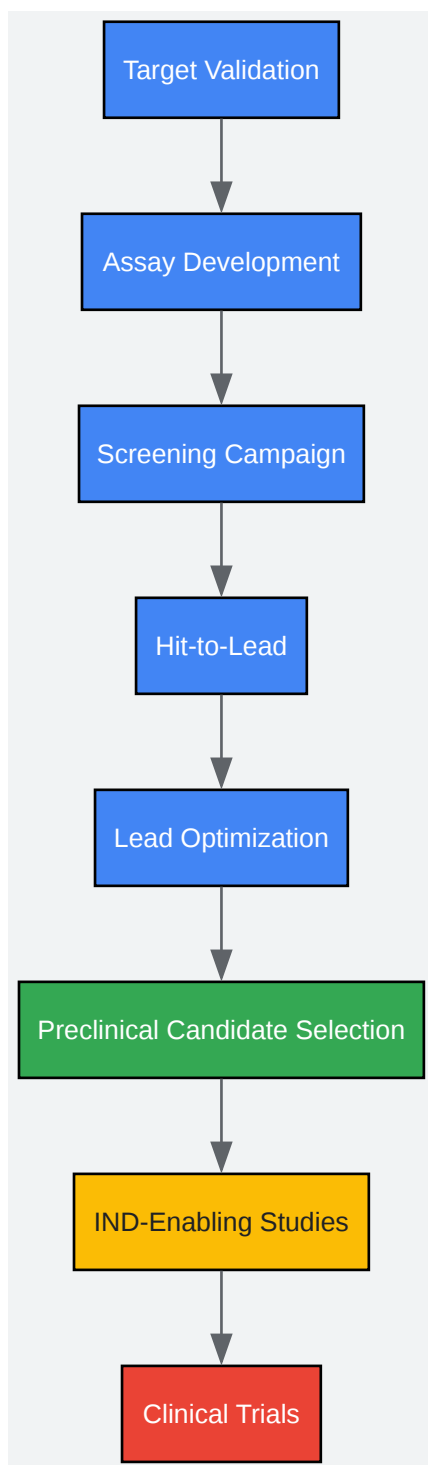 Target Validation
Assay Development
Screening Campaign
Hit-to-Lead
Lead Optimization
Preclinical Candidate Selection
IND-Enabling Studies
Clinical Trials